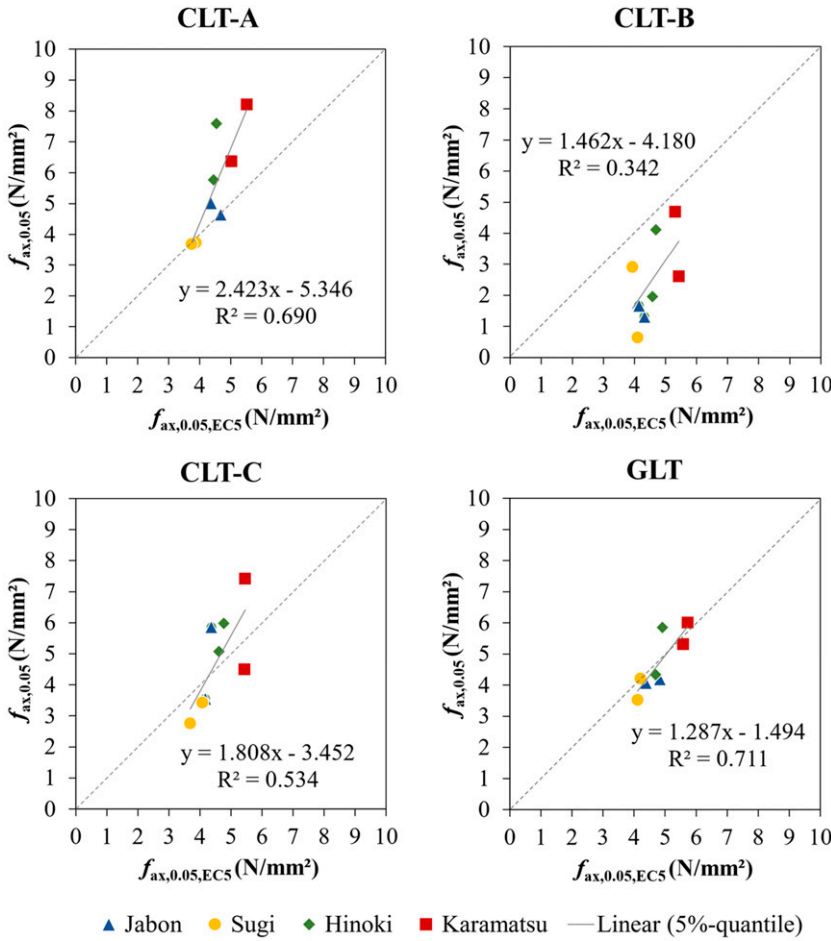 CLT-A
10
9
8
7
6
5
4
3
2
1
0
f_ax,0.05 (N/mm²)
y = 2.423x - 5.346
R² = 0.690
0 1 2 3 4 5 6 7 8 9 10
f_ax,0.05,EC5 (N/mm²)
CLT-B
10
9
8
7
6
5
4
3
2
1
0
f_ax,0.05 (N/mm²)
y = 1.462x - 4.180
R² = 0.342
0 1 2 3 4 5 6 7 8 9 10
f_ax,0.05,EC5 (N/mm²)
CLT-C
10
9
8
7
6
5
4
3
2
1
0
f_ax,0.05 (N/mm²)
y = 1.808x - 3.452
R² = 0.534
0 1 2 3 4 5 6 7 8 9 10
f_ax,0.05,EC5 (N/mm²)
GLT
10
9
8
7
6
5
4
3
2
1
0
f_ax,0.05 (N/mm²)
y = 1.287x - 1.494
R² = 0.711
0 1 2 3 4 5 6 7 8 9 10
f_ax,0.05,EC5 (N/mm²)
Jabon Sugi Hinoki Karamatsu Linear (5%-quantile)